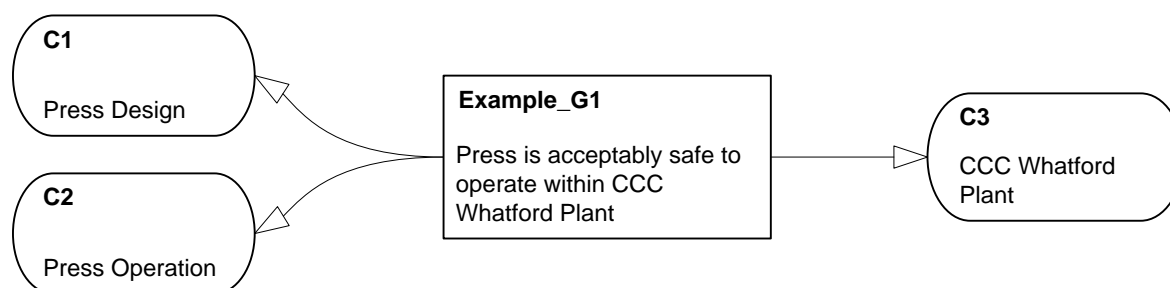 C1
Press Design
C2
Press Operation
Example_G1
Press is acceptably safe to
operate within CCC
Whatford Plant
C3
CCC Whatford
Plant